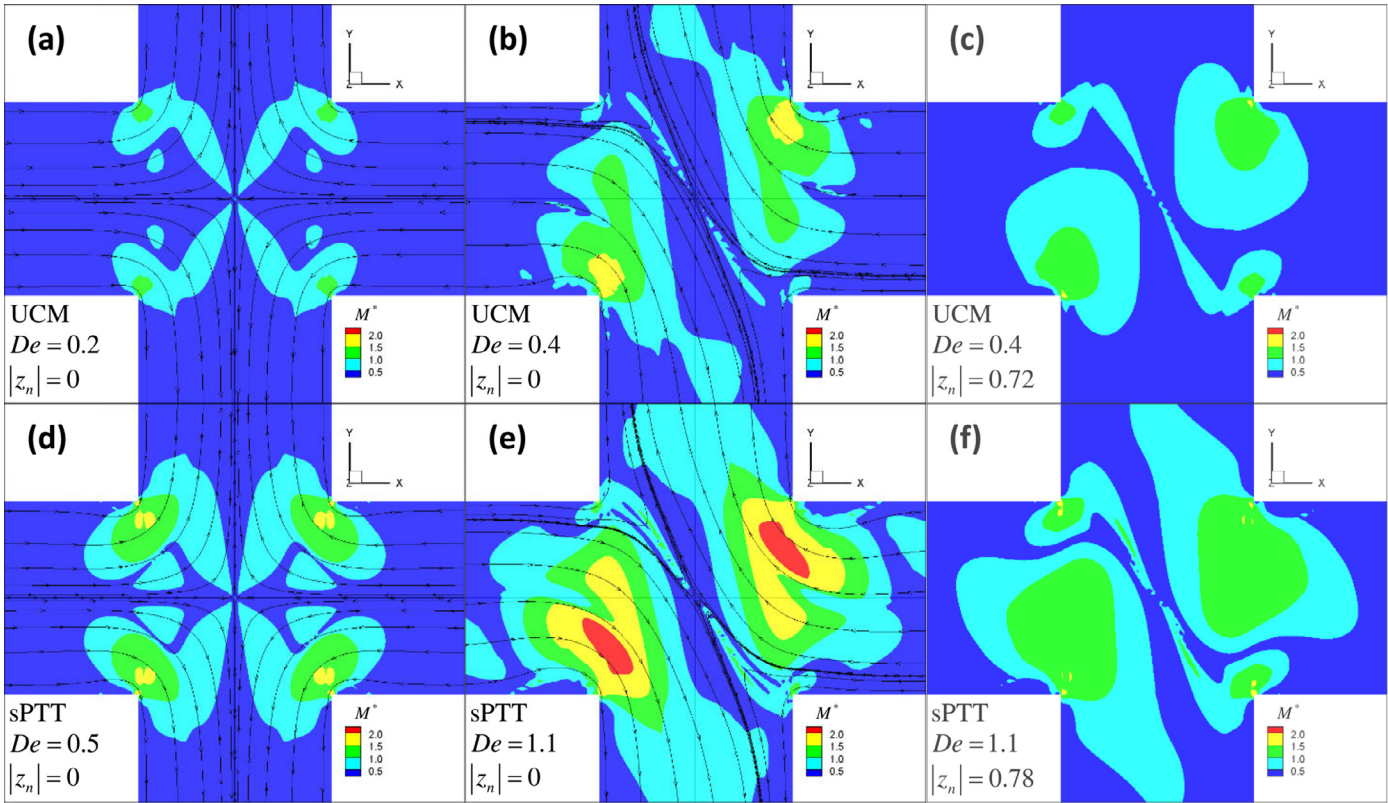 (a)
Y
Z
X
UCM
De = 0.2
|z_n| = 0
M*
2.0
1.5
1.0
0.5
(b)
Y
Z
X
UCM
De = 0.4
|z_n| = 0
M*
2.0
1.5
1.0
0.5
(c)
Y
Z
X
UCM
De = 0.4
|z_n| = 0.72
M*
2.0
1.5
1.0
0.5
(d)
Y
Z
X
sPTT
De = 0.5
|z_n| = 0
M*
2.0
1.5
1.0
0.5
(e)
Y
Z
X
sPTT
De = 1.1
|z_n| = 0
M*
2.0
1.5
1.0
0.5
(f)
Y
Z
X
sPTT
De = 1.1
|z_n| = 0.78
M*
2.0
1.5
1.0
0.5